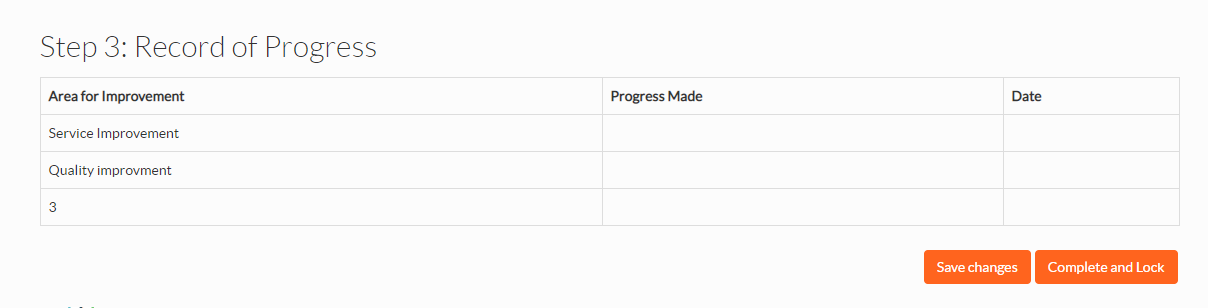 Step 3: Record of Progress
Area for Improvement Progress Made Date
Service Improvement
Quality improvment
3
Save changes Complete and Lock